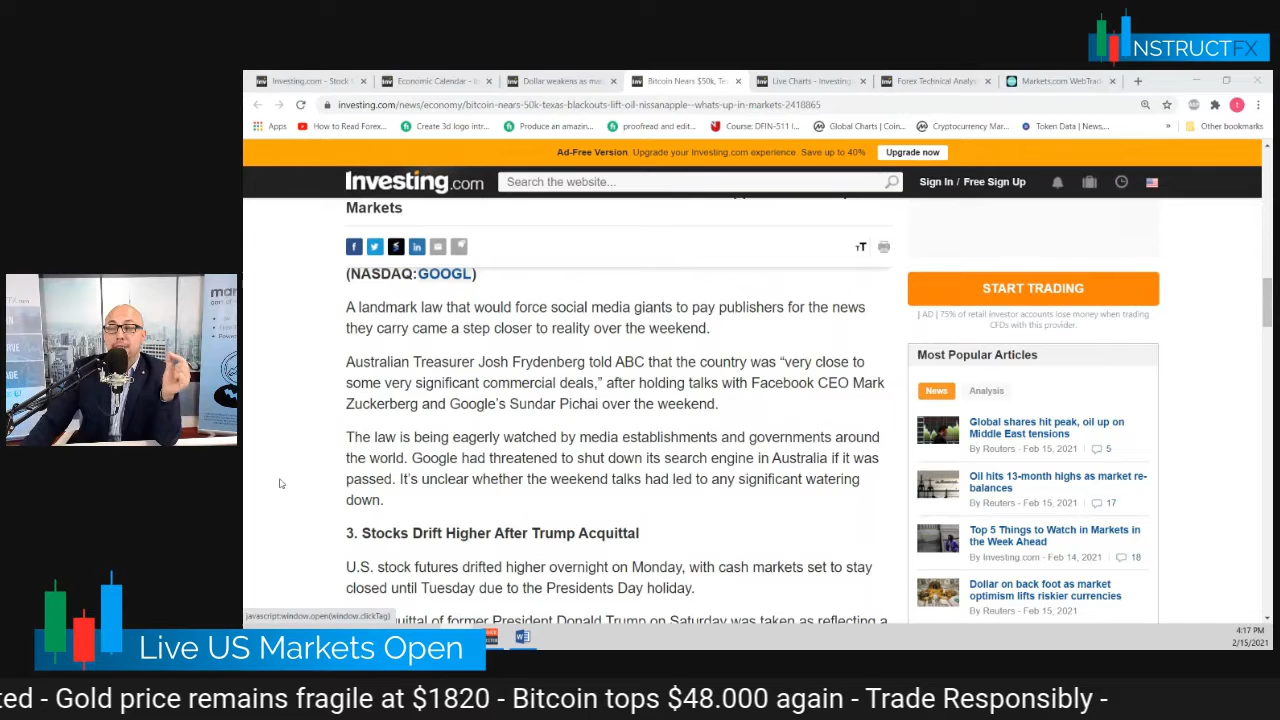 NSTRUCTFX
Investing.com - Stock
Economic Calendar -
Dollar weakens as ma
Bitcoin Nears $50k, Te
Live Charts - Investing
Forex Technical Analy
Markets.com WebTrad
investing.com/news/economy/bitcoin-nears-50k-texas-blackouts-lift-oil-nissanapple--whats-up-in-markets-2418865
Apps
How to Read Forex...
Create 3d logo intr...
Produce an amazin...
proofread and edit...
Course: DFIN-511 I...
Global Charts | Coin...
Cryptocurrency Mar...
Token Data | News,...
»
Other bookmarks
Ad-Free Version Upgrade your Investing.com experience. Save up to 40%
Upgrade now
Investing.com
Search the website...
Sign In / Free Sign Up
Markets
(NASDAQ:GOOGL)
A landmark law that would force social media giants to pay publishers for the news
they carry came a step closer to reality over the weekend.
Australian Treasurer Josh Frydenberg told ABC that the country was “very close to
some very significant commercial deals,” after holding talks with Facebook CEO Mark
Zuckerberg and Google’s Sundar Pichai over the weekend.
The law is being eagerly watched by media establishments and governments around
the world. Google had threatened to shut down its search engine in Australia if it was
passed. It’s unclear whether the weekend talks had led to any significant watering
down.
3. Stocks Drift Higher After Trump Acquittal
U.S. stock futures drifted higher overnight on Monday, with cash markets set to stay
closed until Tuesday due to the Presidents Day holiday.
uittal of former President Donald Trump on Saturday was taken as reflecting a
javascript:window.open(window.clickTag)
START TRADING
| AD | 75% of retail investor accounts lose money when trading
CFDs with this provider.
Most Popular Articles
News
Analysis
Global shares hit peak, oil up on
Middle East tensions
By Reuters - Feb 15, 2021 5
Oil hits 13-month highs as market re-
balances
By Reuters - Feb 15, 2021 17
Top 5 Things to Watch in Markets in
the Week Ahead
By Investing.com - Feb 14, 2021 18
Dollar on back foot as market
optimism lifts riskier currencies
By Reuters - Feb 15, 2021
4:17 PM
2/15/2021
Live US Markets Open
ted - Gold price remains fragile at $1820 - Bitcoin tops $48.000 again - Trade Responsibly -